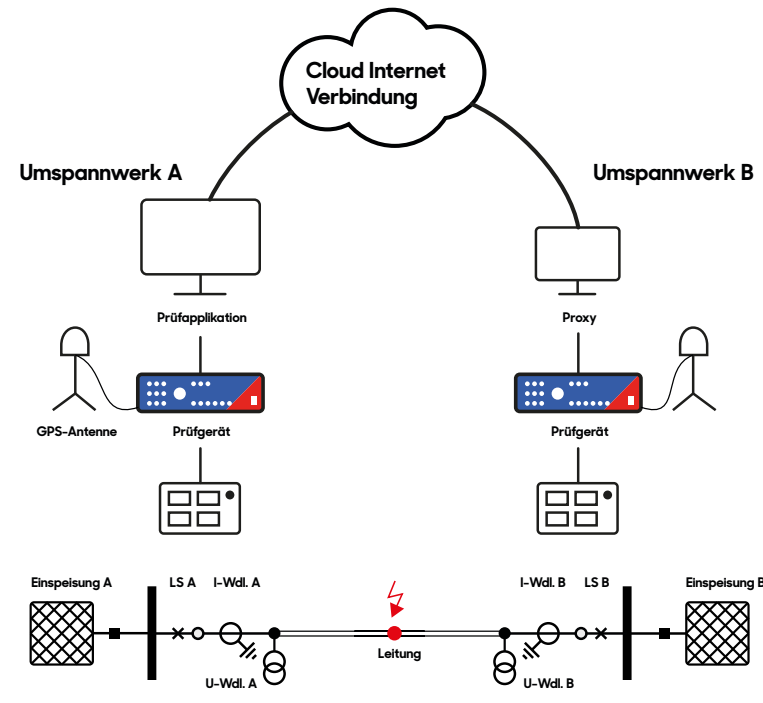 Cloud Internet
Verbindung
Umspannwerk A
Umspannwerk B
Prüfapplikation
Proxy
GPS-Antenne
Prüfgerät
Prüfgerät
Einspeisung A
LS A
I-Wdl. A
I-Wdl. B
LS B
Einspeisung B
Leitung
U-Wdl. A
U-Wdl. B